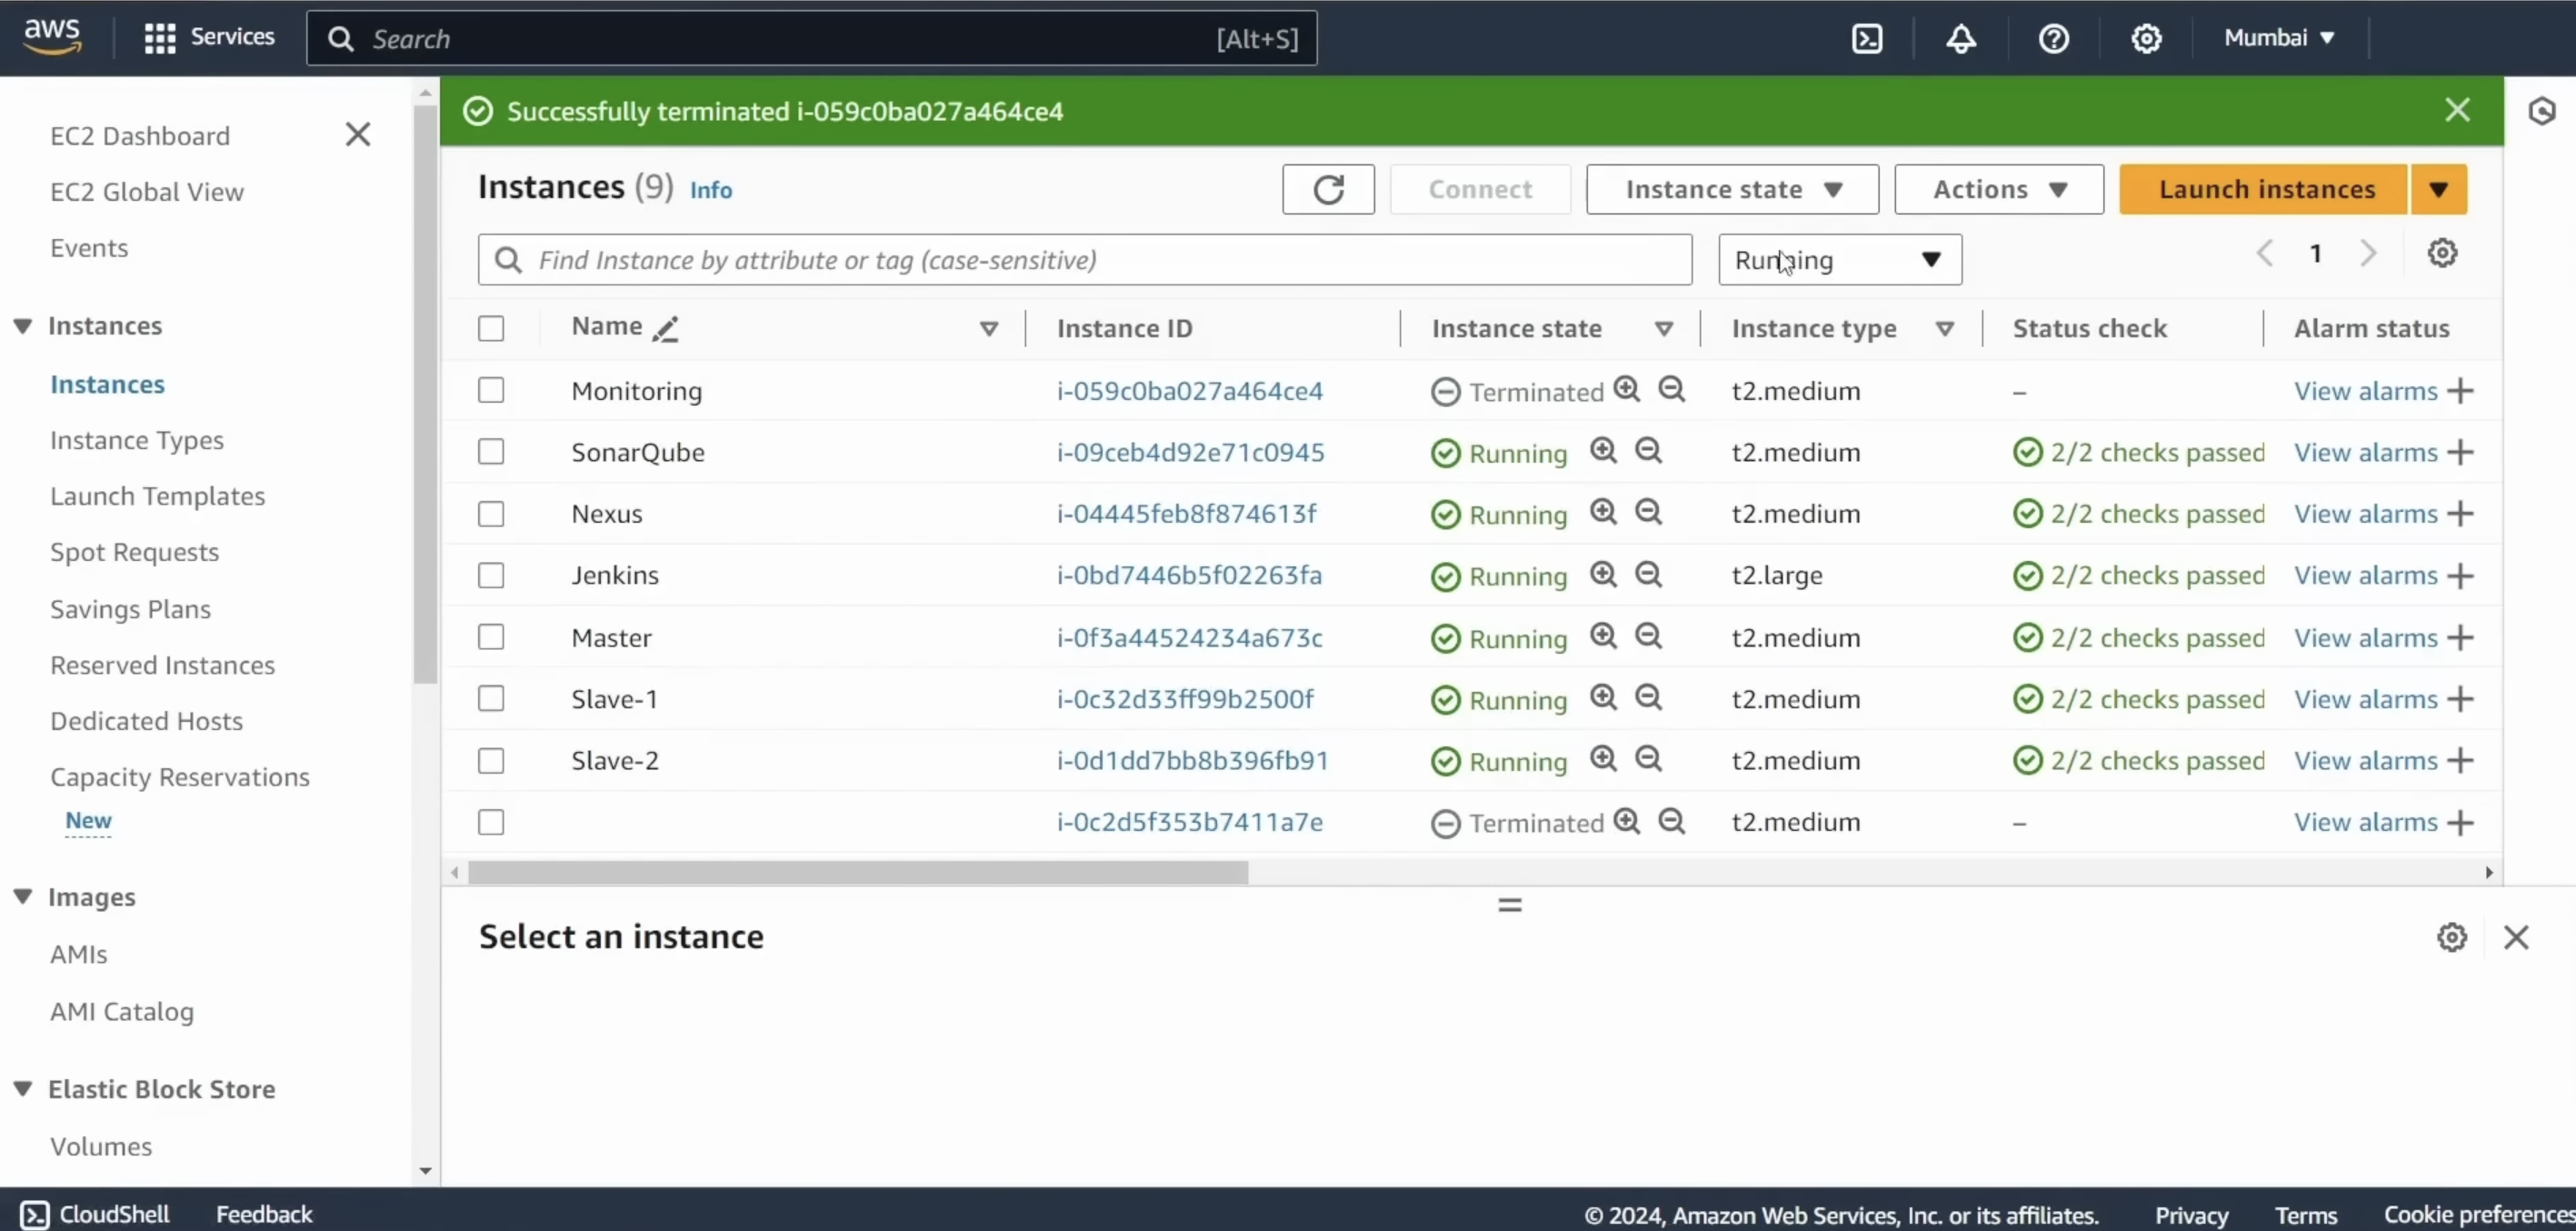 aws Services Search [Alt+S] Mumbai
EC2 Dashboard
EC2 Global View
Events
Instances
Instances
Instance Types
Launch Templates
Spot Requests
Savings Plans
Reserved Instances
Dedicated Hosts
Capacity Reservations
New
Images
AMIs
AMI Catalog
Elastic Block Store
Volumes
Successfully terminated i-059c0ba027a464ce4
Instances (9) Info Connect Instance state Actions Launch instances
Find Instance by attribute or tag (case-sensitive) Running 1
Name Instance ID Instance state Instance type Status check Alarm status
Monitoring i-059c0ba027a464ce4 Terminated t2.medium – View alarms
SonarQube i-09ceb4d92e71c0945 Running t2.medium 2/2 checks passed View alarms
Nexus i-04445feb8f874613f Running t2.medium 2/2 checks passed View alarms
Jenkins i-0bd7446b5f02263fa Running t2.large 2/2 checks passed View alarms
Master i-0f3a44524234a673c Running t2.medium 2/2 checks passed View alarms
Slave-1 i-0c32d33ff99b2500f Running t2.medium 2/2 checks passed View alarms
Slave-2 i-0d1dd7bb8b396fb91 Running t2.medium 2/2 checks passed View alarms
i-0c2d5f353b7411a7e Terminated t2.medium – View alarms
Select an instance
CloudShell Feedback © 2024, Amazon Web Services, Inc. or its affiliates. Privacy Terms Cookie preferences